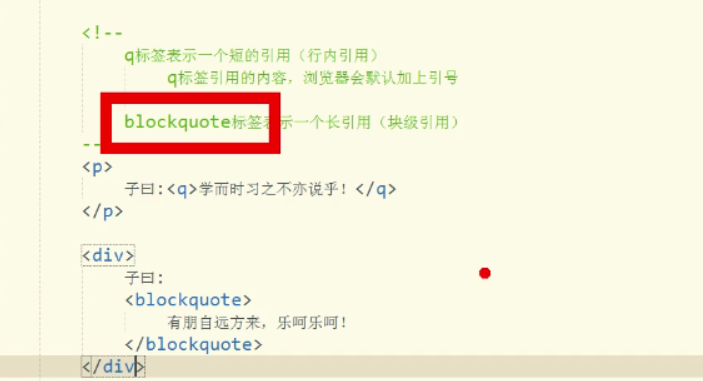 <!--
q标签表示一个短的引用（行内引用）
q标签引用的内容，浏览器会默认加上引号
blockquote标签表示一个长引用（块级引用）
--
<p>
子曰:<q>学而时习之不亦说乎！</q>
</p>
<div>
子曰:
<blockquote>
有朋自远方来，乐呵乐呵！
</blockquote>
</div>